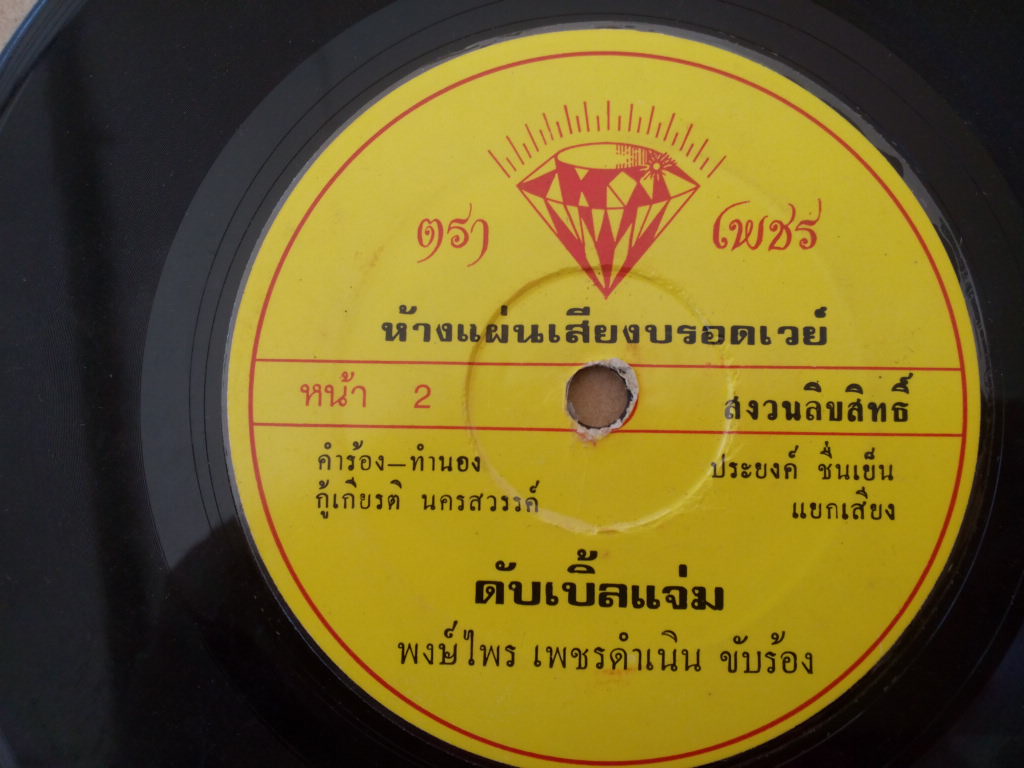 ตรา เพชร
ห้างแผ่นเสียงบรอดเวย์
หน้า 2 สงวนลิขสิทธิ์
คำร้อง–ทำนอง
กู้เกียรติ นครสวรรค์
ประยงค์ ชื่นเย็น
แยกเสียง
ดับเบิ้ลแจ่ม
พงษ์ไพร เพชรดำเนิน ขับร้อง